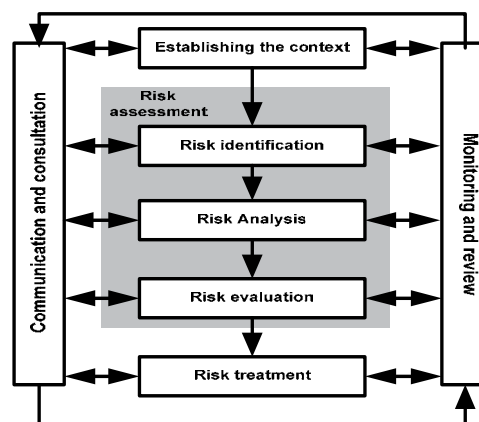 Establishing the context
Risk
assessment
Risk identification
Risk Analysis
Risk evaluation
Risk treatment
Communication and consultation
Monitoring and review